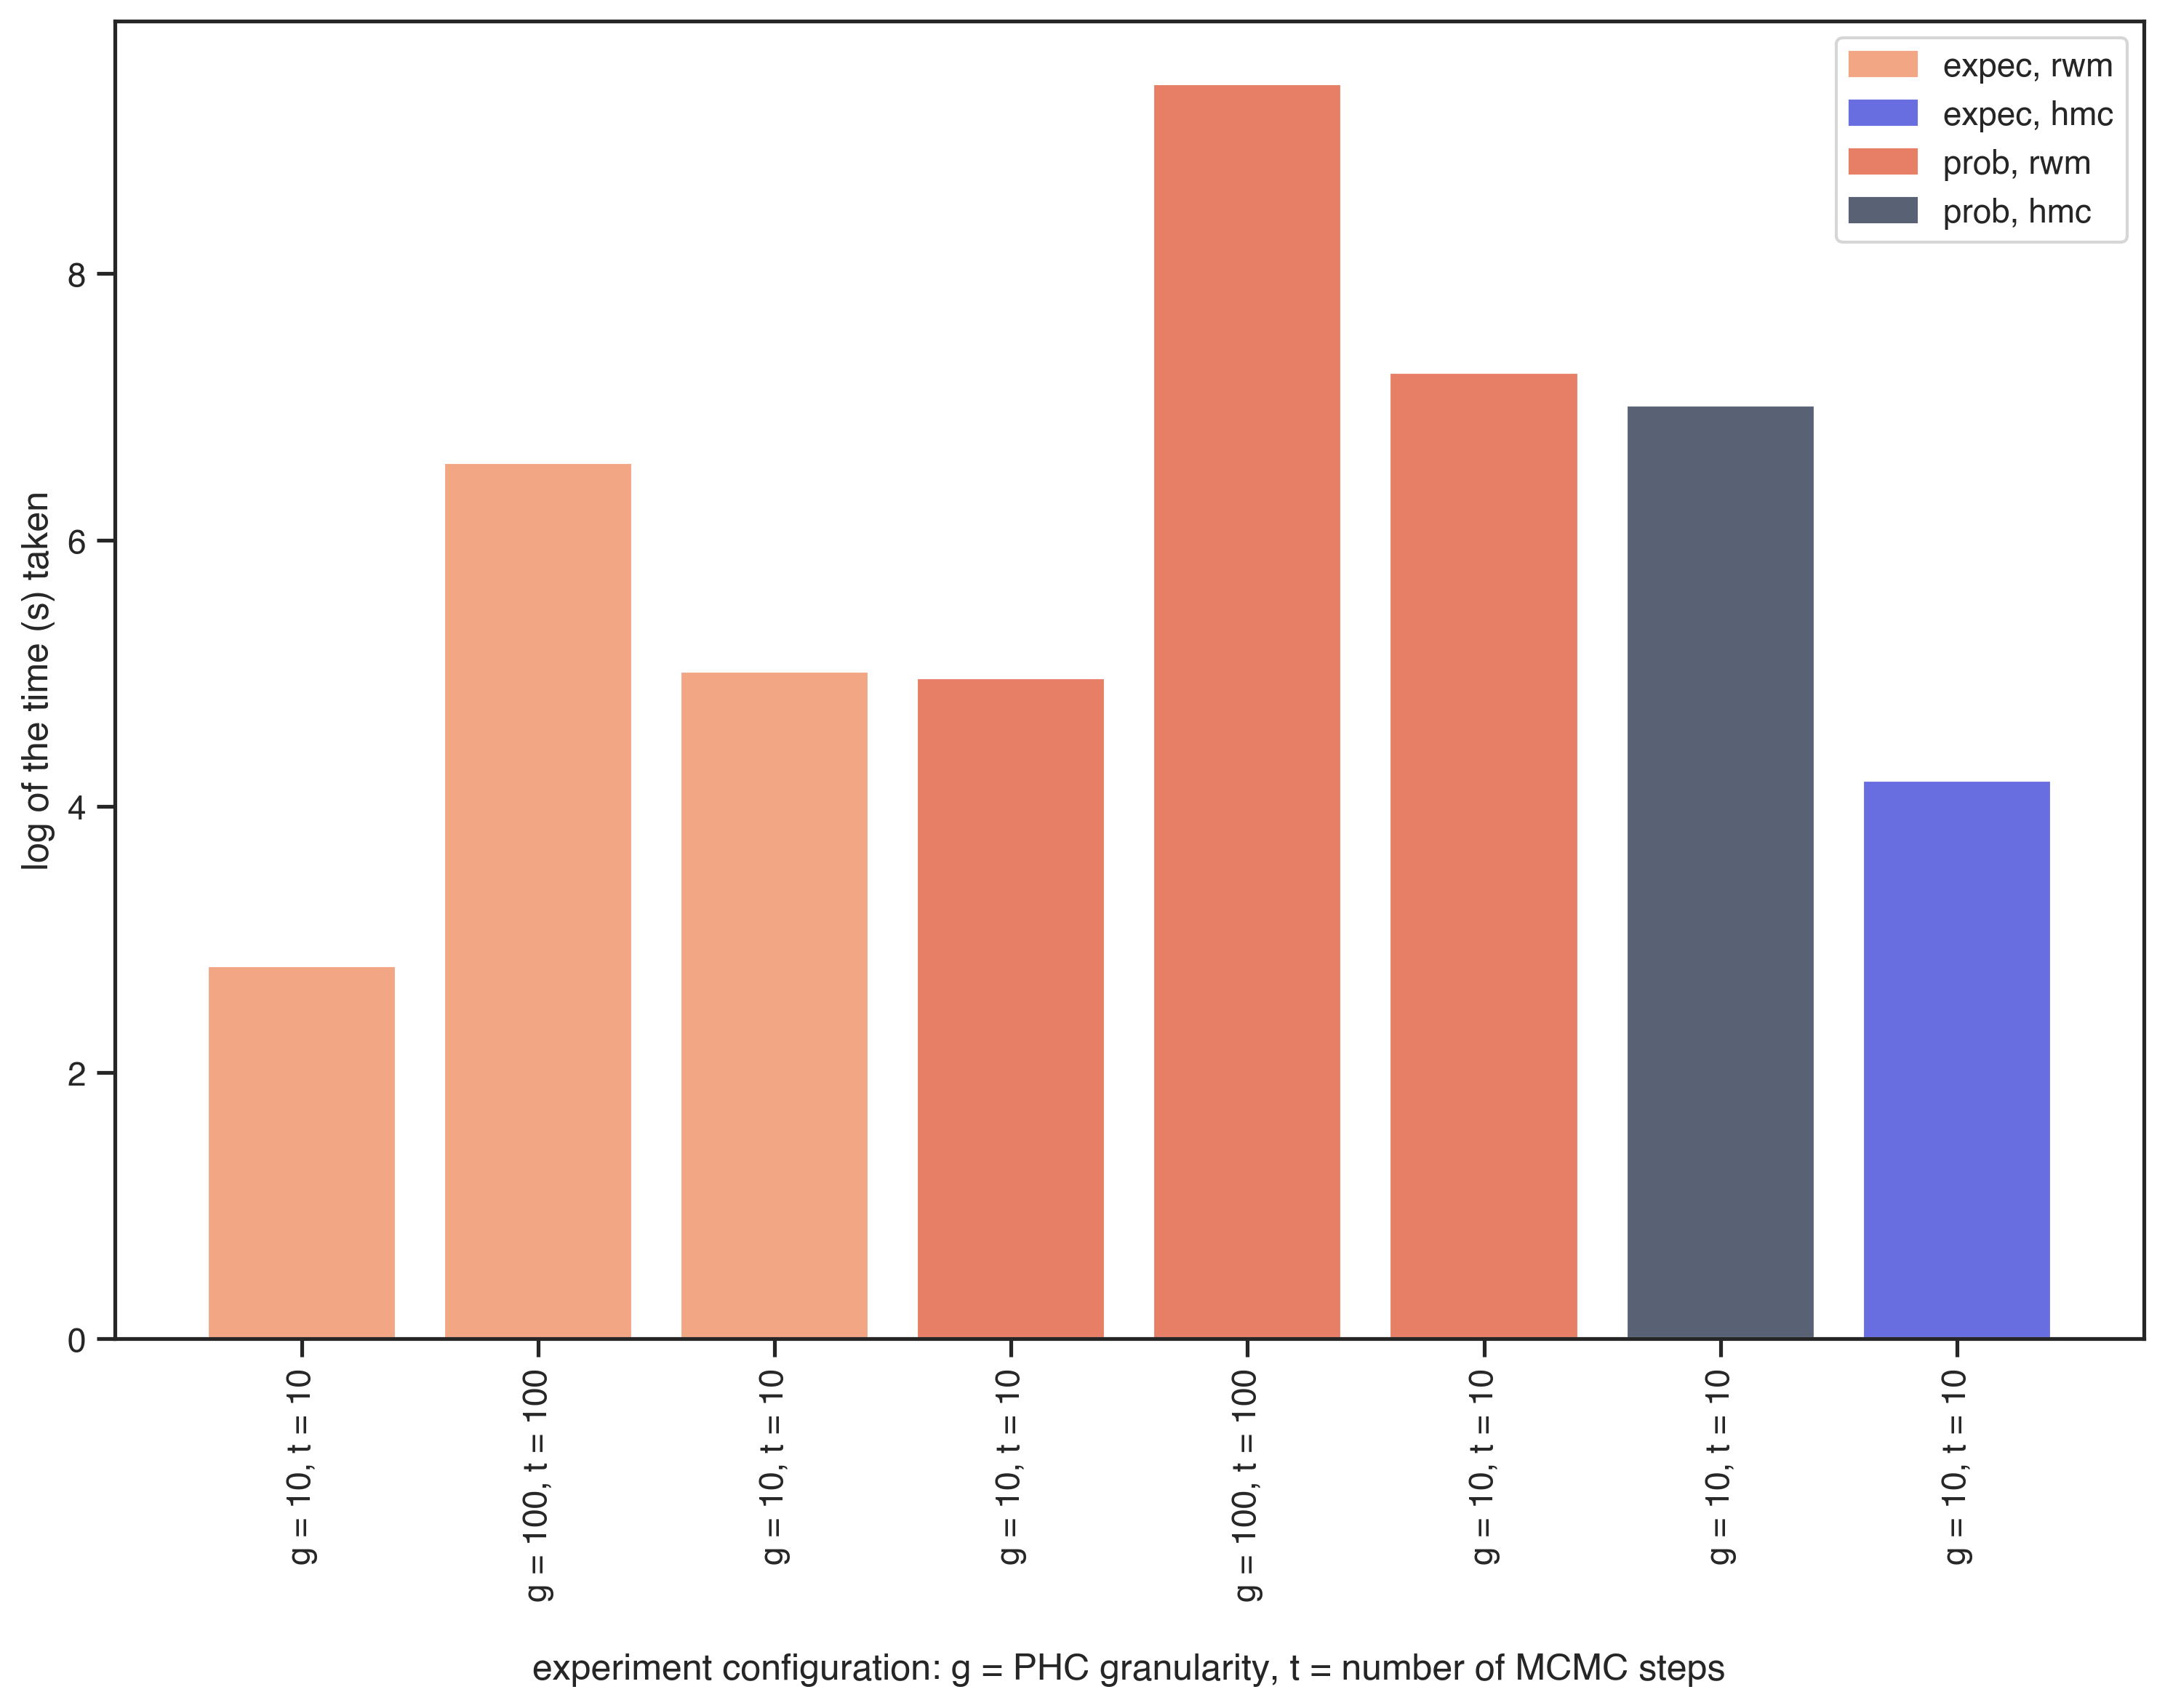 expec, rwm
expec, hmc
prob, rwm
prob, hmc
log of the time (s) taken
8
6
4
2
0
g = 10, t = 10
g = 100, t = 100
g = 10, t = 10
g = 10, t = 10
g = 100, t = 100
g = 10, t = 10
g = 10, t = 10
g = 10, t = 10
experiment configuration: g = PHC granularity, t = number of MCMC steps